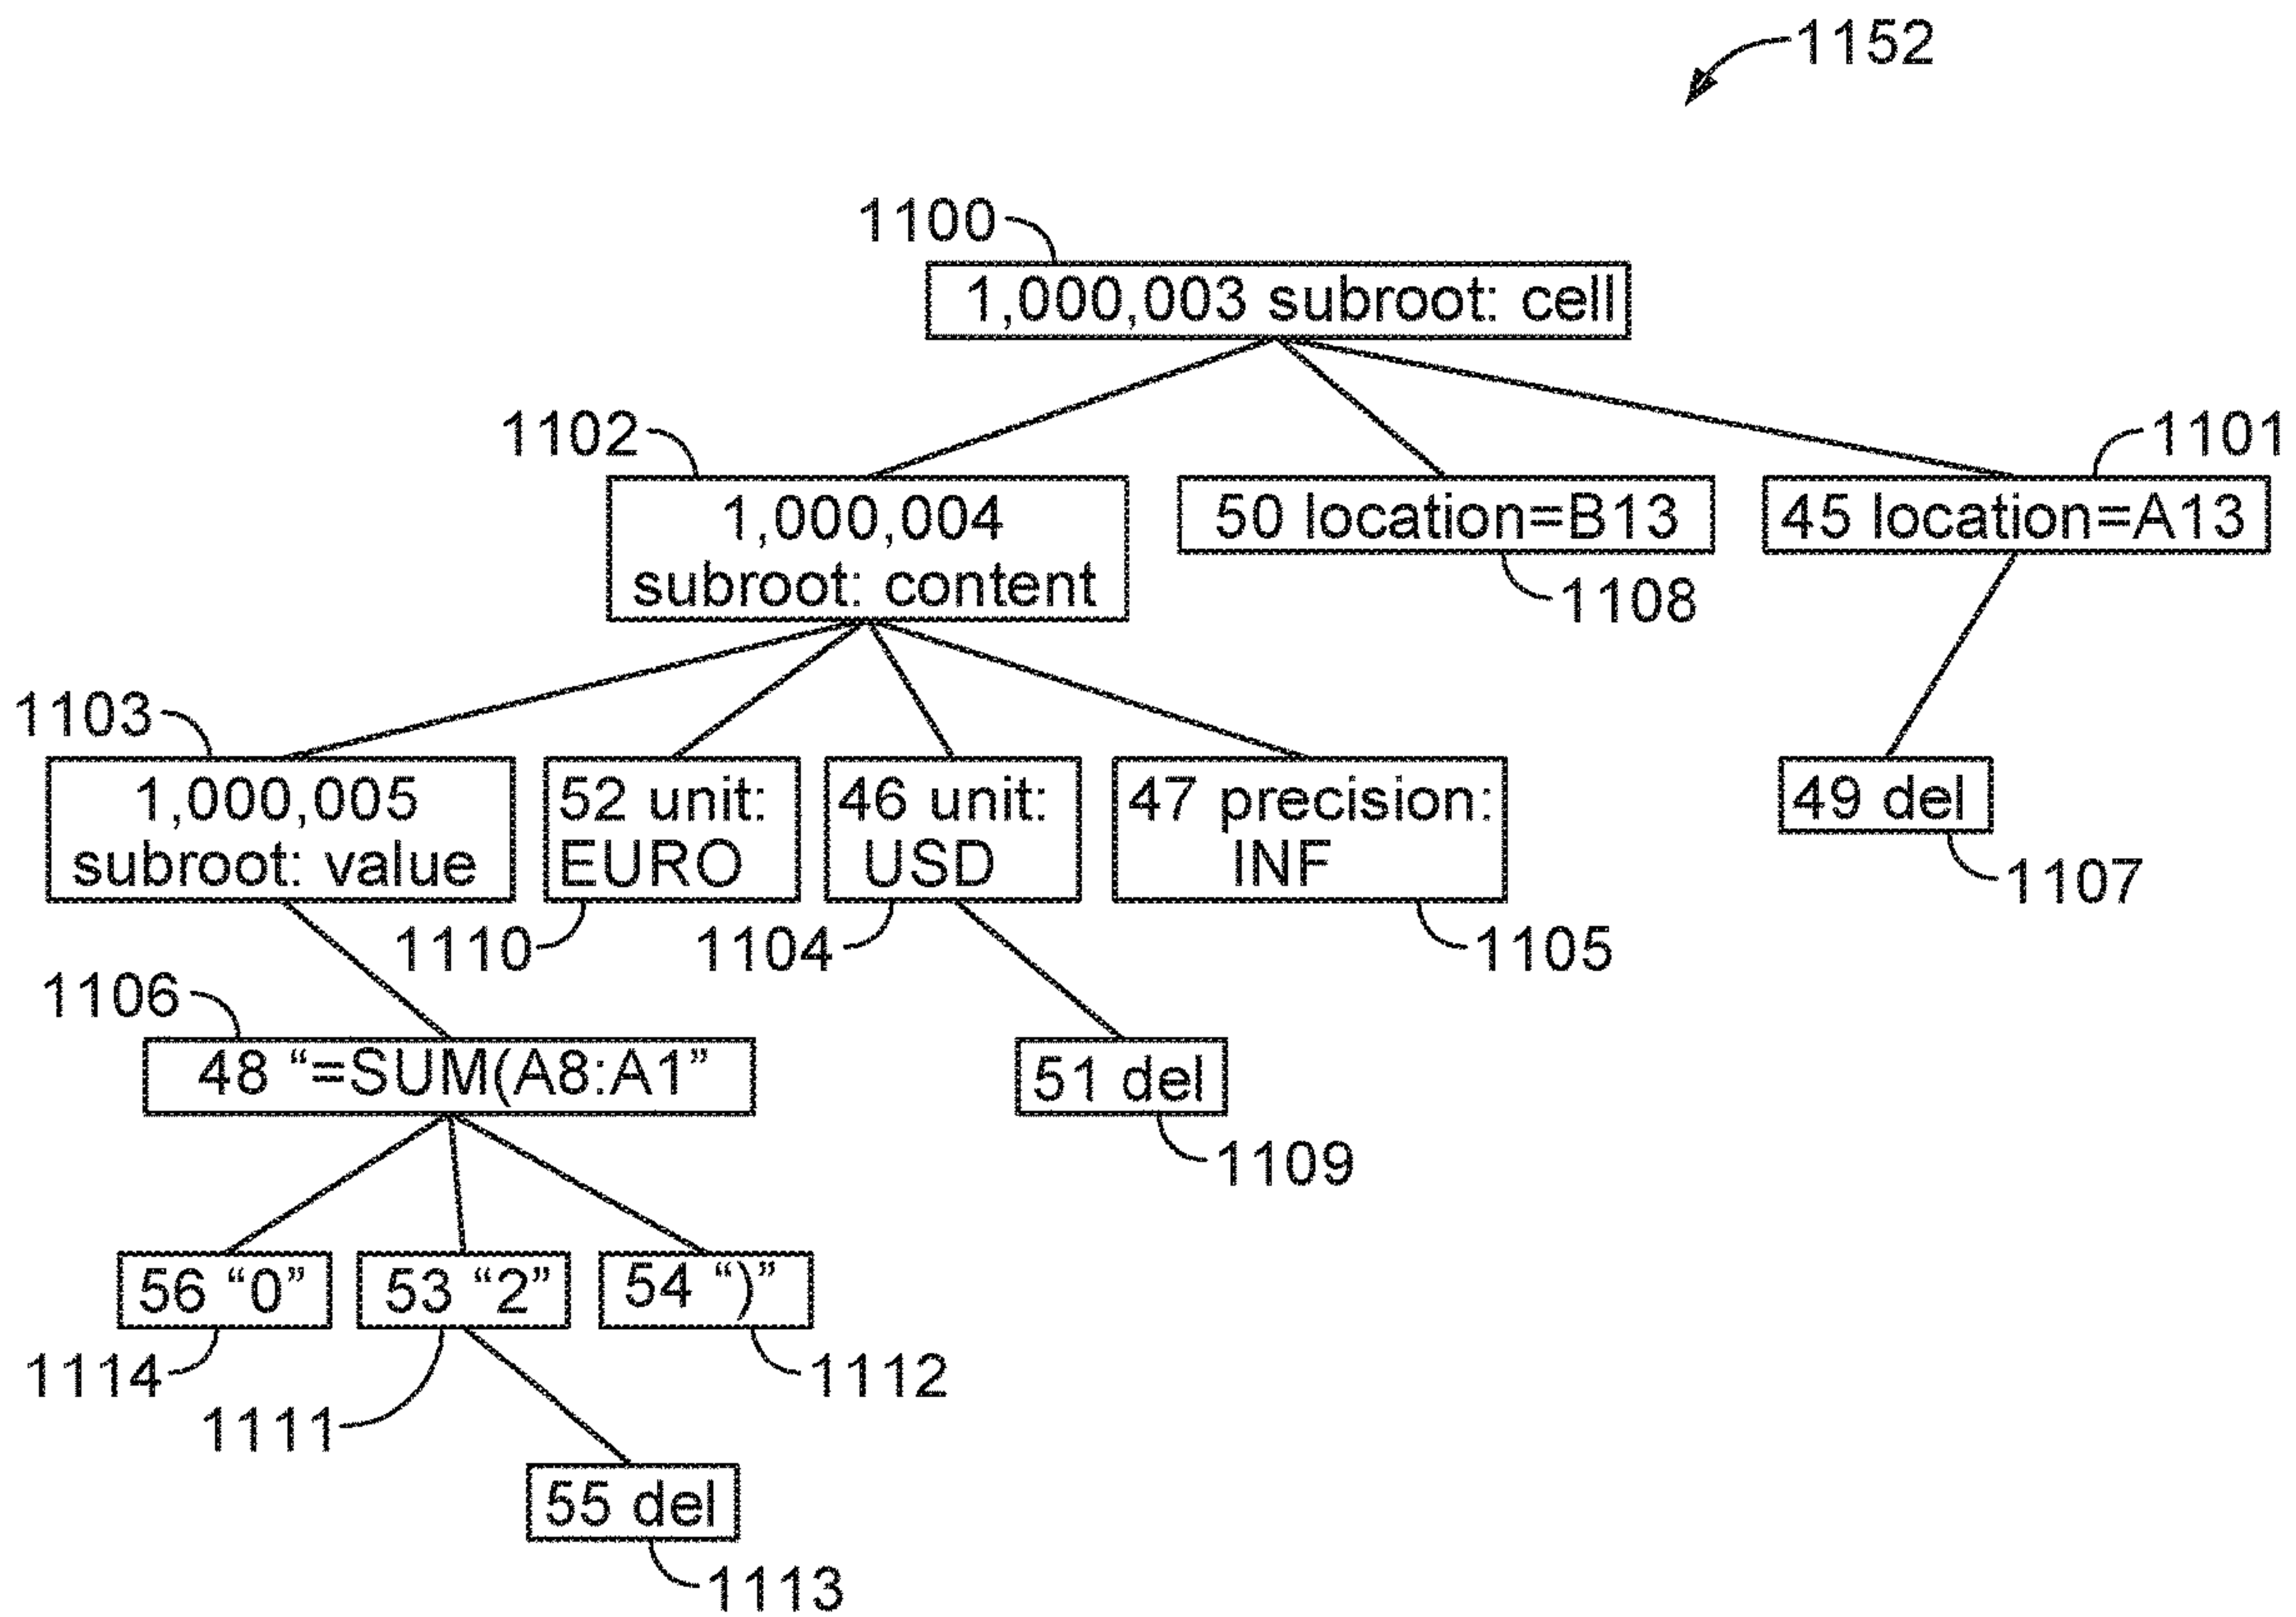 1152
1100
1,000,003 subroot: cell
1102
1101
1,000,004
subroot: content
50 location=B13
45 location=A13
1108
1103
1,000,005
subroot: value
52 unit:
EURO
46 unit:
USD
47 precision:
INF
49 del
1107
1110
1104
1105
1106
48 “=SUM(A8:A1”
51 del
1109
56 “0”
53 “2”
54 “)”
1114
1111
1112
55 del
1113